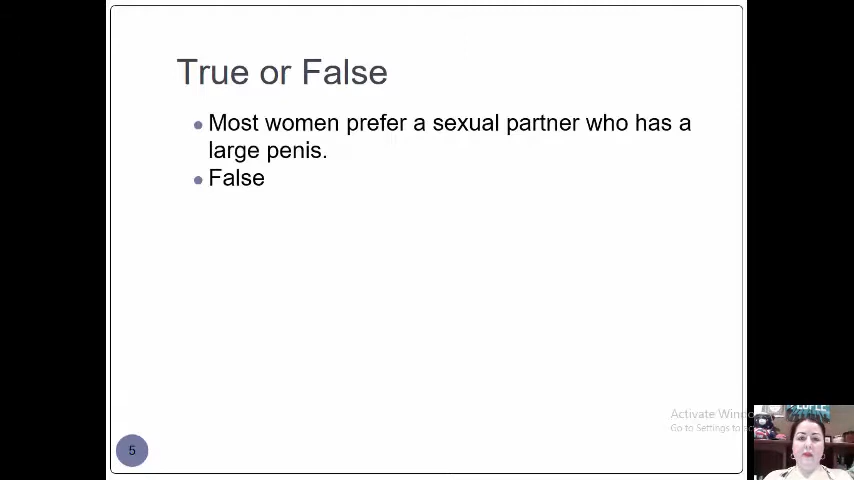 True or False
Most women prefer a sexual partner who has a
large penis.
False
Activate Windo
Go to Settings to
5